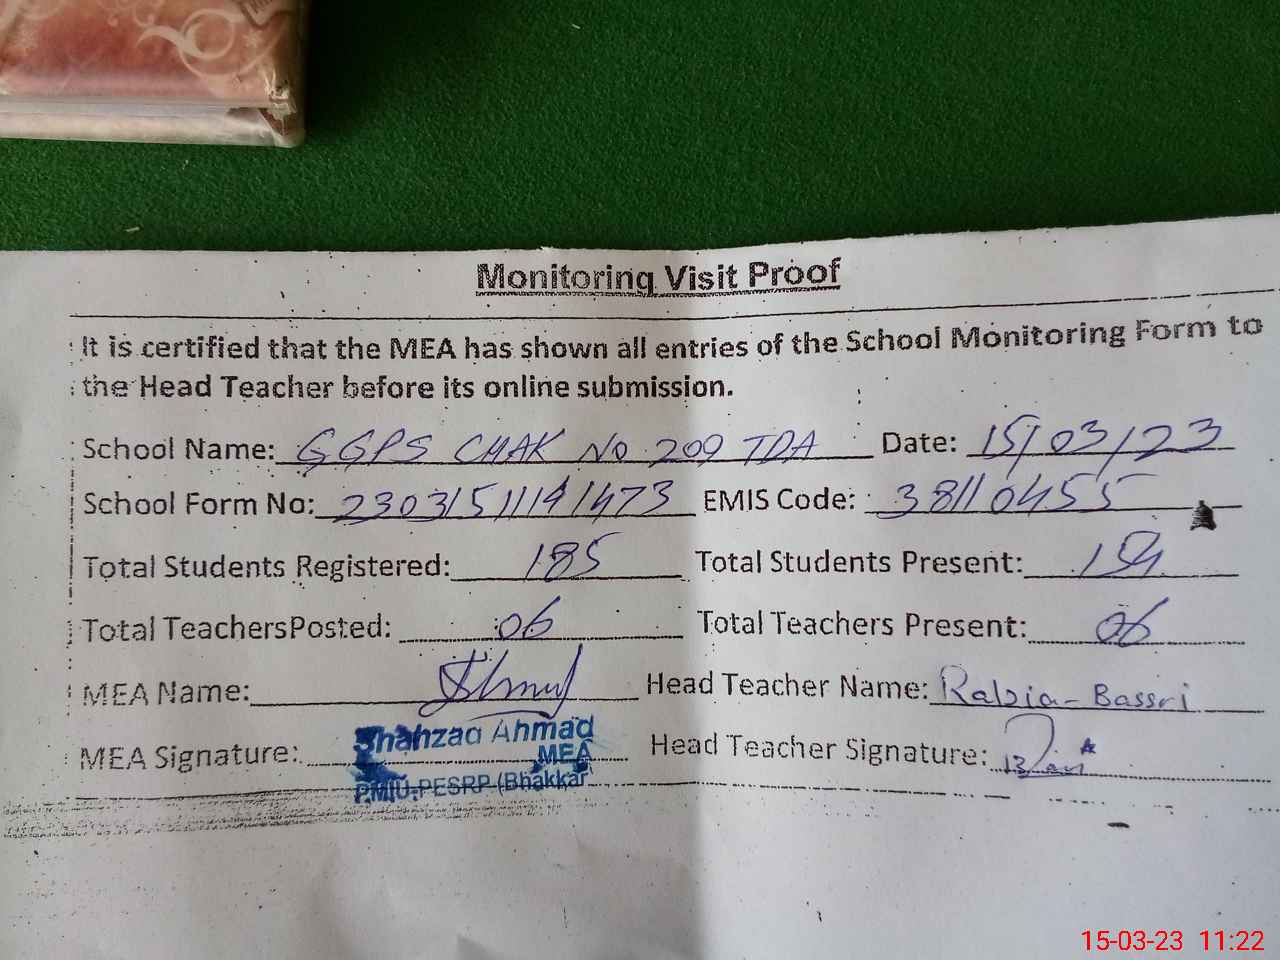 Monitoring Visit Proof
It is certified that the MEA has shown all entries of the School Monitoring Form to
the Head Teacher before its online submission.
School Name: GGPS CHAK No 209 TDA Date: 15/03/23
School Form No: 230315111141473 EMIS Code: 38110455
Total Students Registered: 185 Total Students Present: 154
Total TeachersPosted: 06 Total Teachers Present: 06
MEA Name: Head Teacher Name: Rabia-Bassri
MEA Signature: Shahzad Ahmad Head Teacher Signature:
MEA
PMIU-PESRP (Bhakkar
15-03-23 11:22